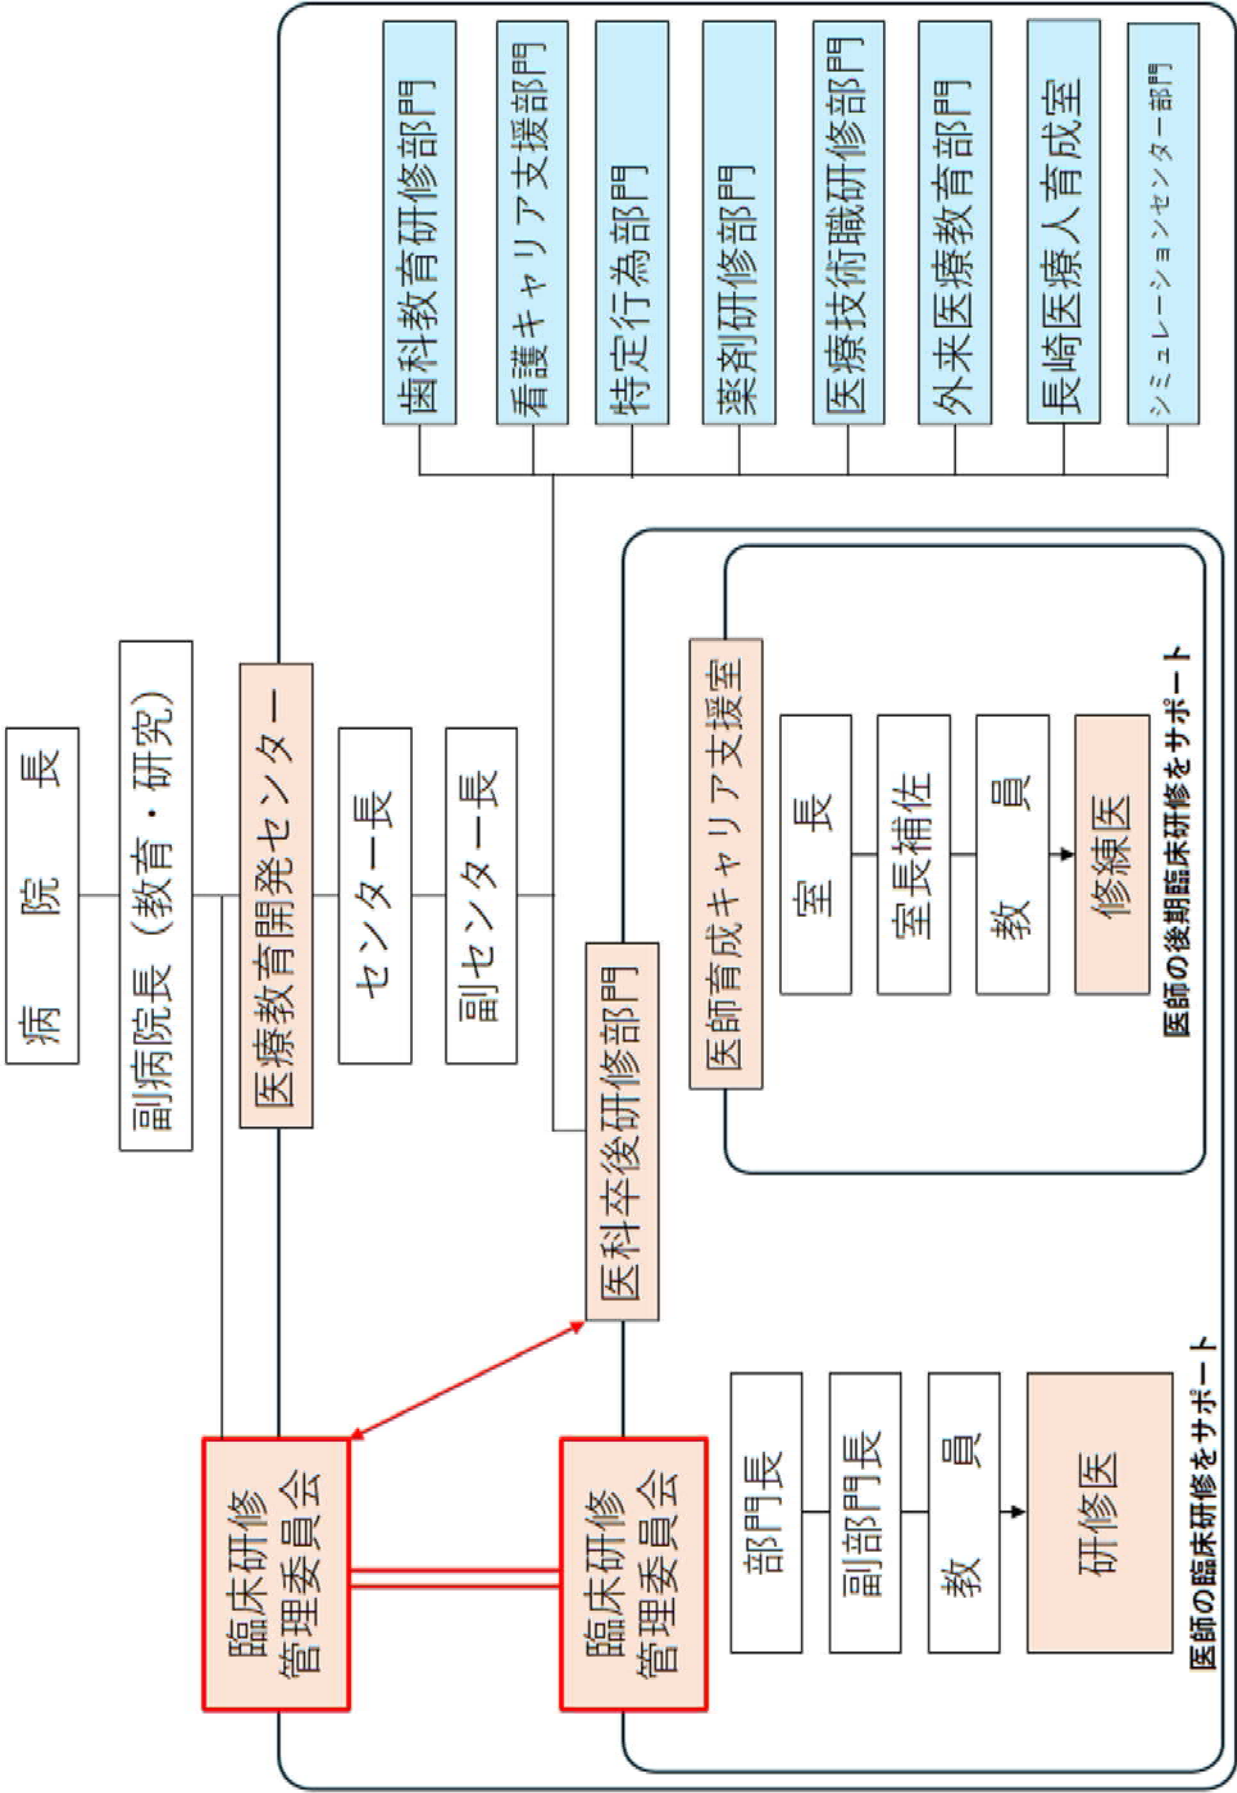 病院長
副病院長（教育・研究）
医療教育開発センター
センター長
副センター長
臨床研修
管理委員会
臨床研修
管理委員会
医科卒後研修部門
部門長
副部門長
教員
研修医
医師の臨床研修をサポート
医師育成キャリア支援室
室長
室長補佐
教員
修練医
医師の後期臨床研修をサポート
歯科教育研修部門
看護キャリア支援部門
特定行為部門
薬剤研修部門
医療技術職研修部門
外来医療教育部門
長崎医療人育成室
シミュレーションセンター部門